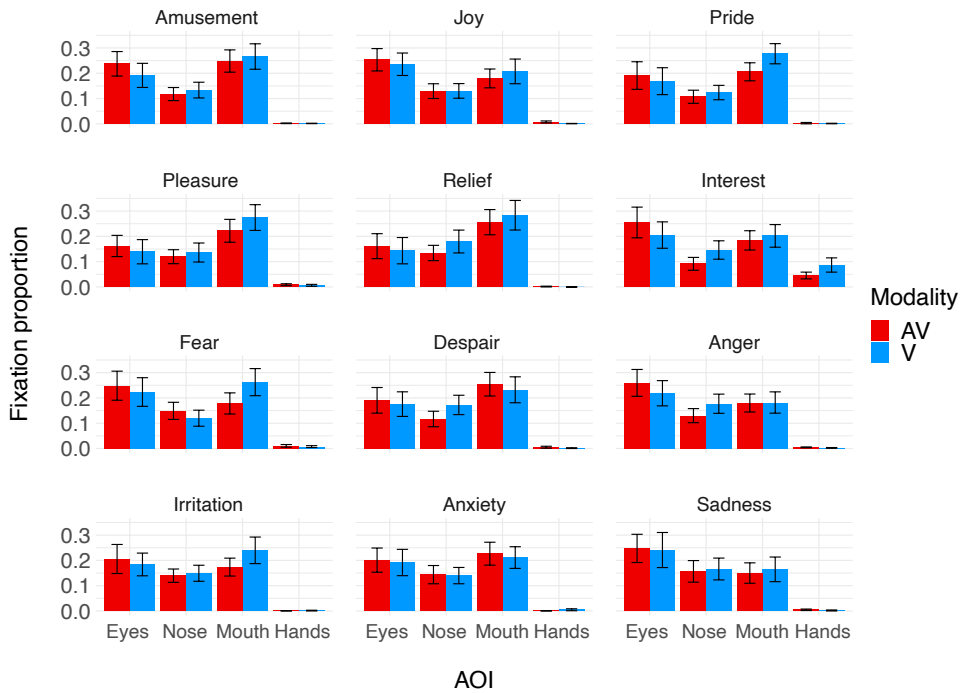 Amusement Joy Pride
0.3
0.2
0.1
0.0
Pleasure Relief Interest
0.3
0.2
0.1
0.0
Fear Despair Anger
0.3
0.2
0.1
0.0
Irritation Anxiety Sadness
0.3
0.2
0.1
0.0
Eyes Nose Mouth Hands Eyes Nose Mouth Hands Eyes Nose Mouth Hands
AOI
Fixation proportion
Modality
AV
V